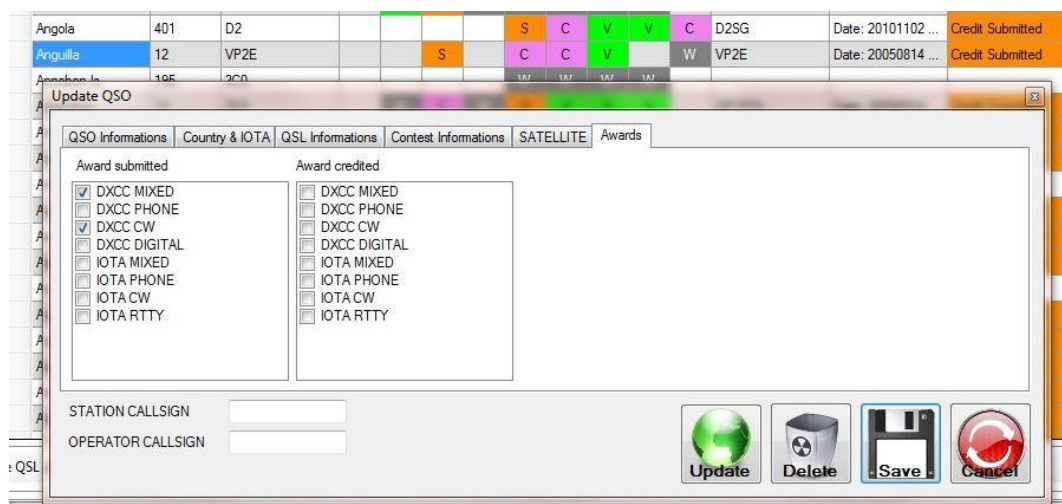 Angola 401 D2 S C V V C D2SG Date: 20101102 ... Credit Submitted
Anguilla 12 VP2E S C C V W VP2E Date: 20050814 ... Credit Submitted
195 3C0 W W W W
Update QSO
QSO Informations Country & IOTA QSL Informations Contest Informations SATELLITE Awards
Award submitted Award credited
DXCC MIXED DXCC MIXED
DXCC PHONE DXCC PHONE
DXCC CW DXCC CW
DXCC DIGITAL DXCC DIGITAL
IOTA MIXED IOTA MIXED
IOTA PHONE IOTA PHONE
IOTA CW IOTA CW
IOTA RTTY IOTA RTTY
STATION CALLSIGN
OPERATOR CALLSIGN
Update Delete Save Cancel
e QSL